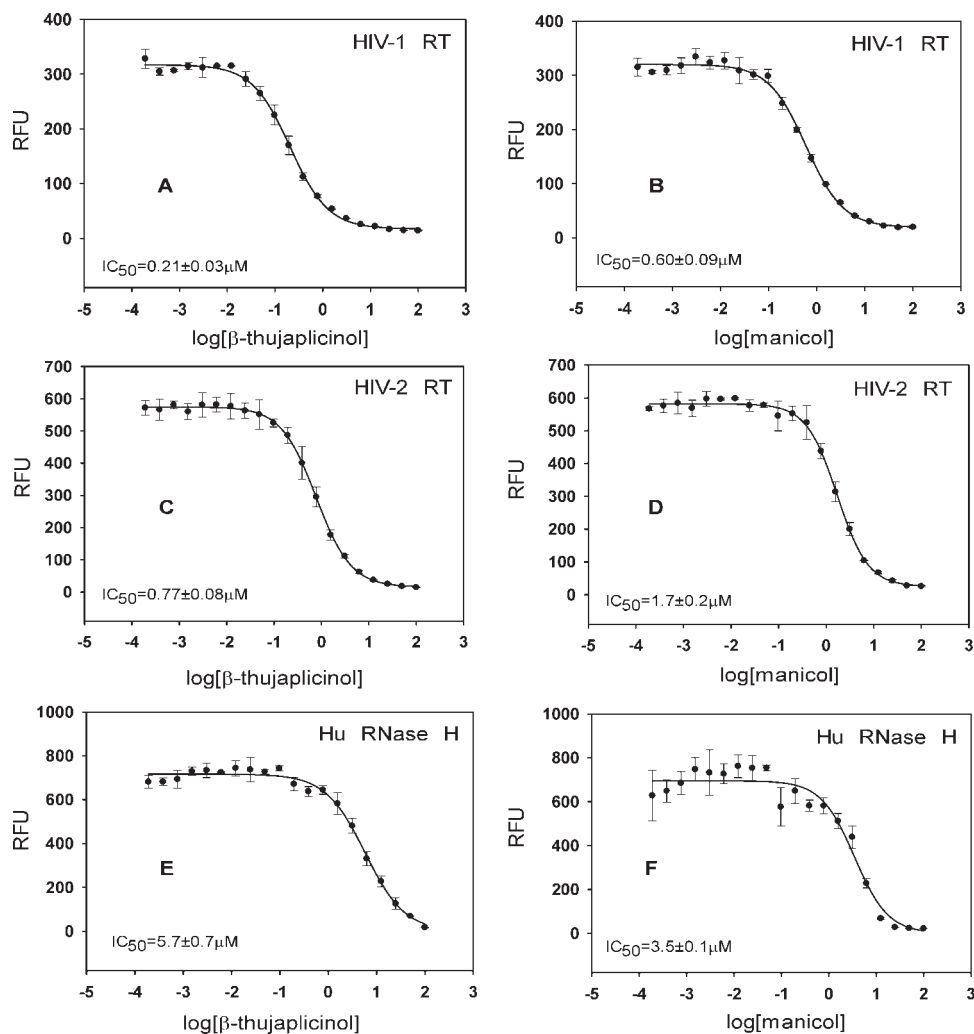 400
300
200
100
0
RFU
HIV-1 RT
A
IC50=0.21±0.03µM
-5 -4 -3 -2 -1 0 1 2 3
log[β-thujaplicinol]
400
300
200
100
0
RFU
HIV-1 RT
B
IC50=0.60±0.09µM
-5 -4 -3 -2 -1 0 1 2 3
log[manicol]
700
600
500
400
300
200
100
0
RFU
HIV-2 RT
C
IC50=0.77±0.08µM
-5 -4 -3 -2 -1 0 1 2 3
log[β-thujaplicinol]
700
600
500
400
300
200
100
0
RFU
HIV-2 RT
D
IC50=1.7±0.2µM
-5 -4 -3 -2 -1 0 1 2 3
log[manicol]
1000
800
600
400
200
0
RFU
Hu RNase H
E
IC50=5.7±0.7µM
-5 -4 -3 -2 -1 0 1 2 3
log[β-thujaplicinol]
1000
800
600
400
200
0
RFU
Hu RNase H
F
IC50=3.5±0.1µM
-5 -4 -3 -2 -1 0 1 2 3
log[manicol]